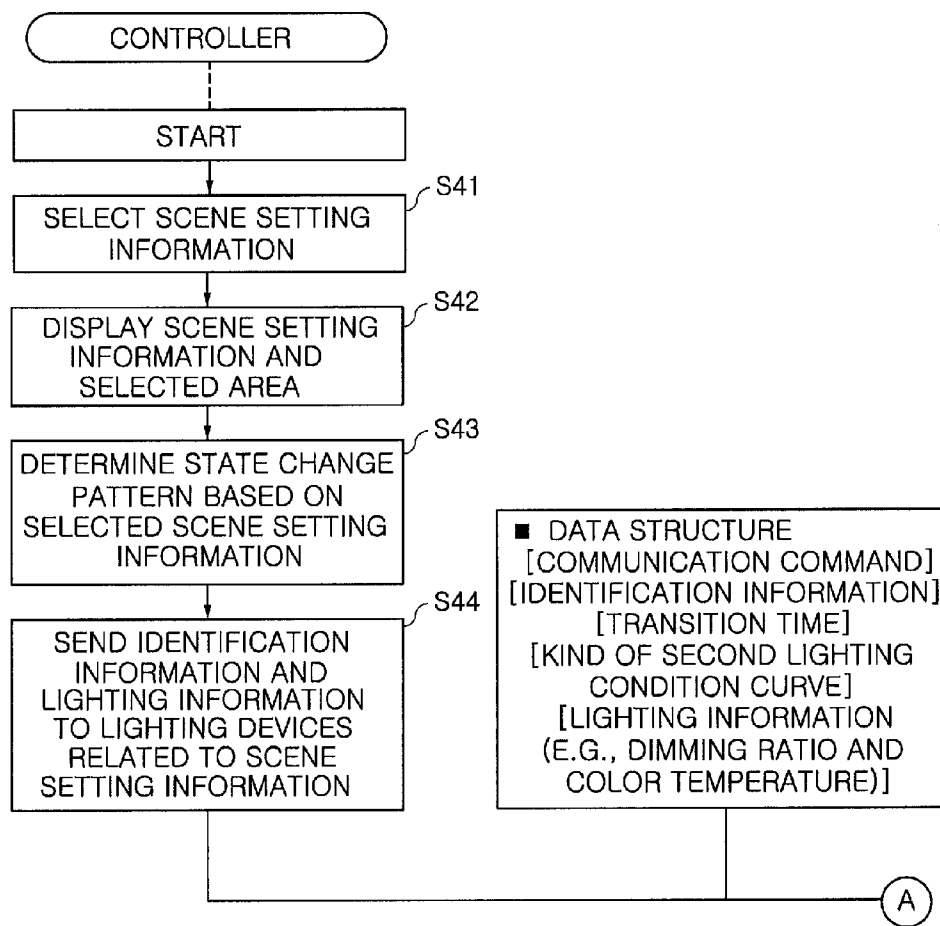 CONTROLLER
START
S41
SELECT SCENE SETTING
INFORMATION
S42
DISPLAY SCENE SETTING
INFORMATION AND
SELECTED AREA
S43
DETERMINE STATE CHANGE
PATTERN BASED ON
SELECTED SCENE SETTING
INFORMATION
S44
SEND IDENTIFICATION
INFORMATION AND
LIGHTING INFORMATION
TO LIGHTING DEVICES
RELATED TO SCENE
SETTING INFORMATION
■ DATA STRUCTURE
[COMMUNICATION COMMAND]
[IDENTIFICATION INFORMATION]
[TRANSITION TIME]
[KIND OF SECOND LIGHTING
CONDITION CURVE]
[LIGHTING INFORMATION
(E.G., DIMMING RATIO AND
COLOR TEMPERATURE)]
A